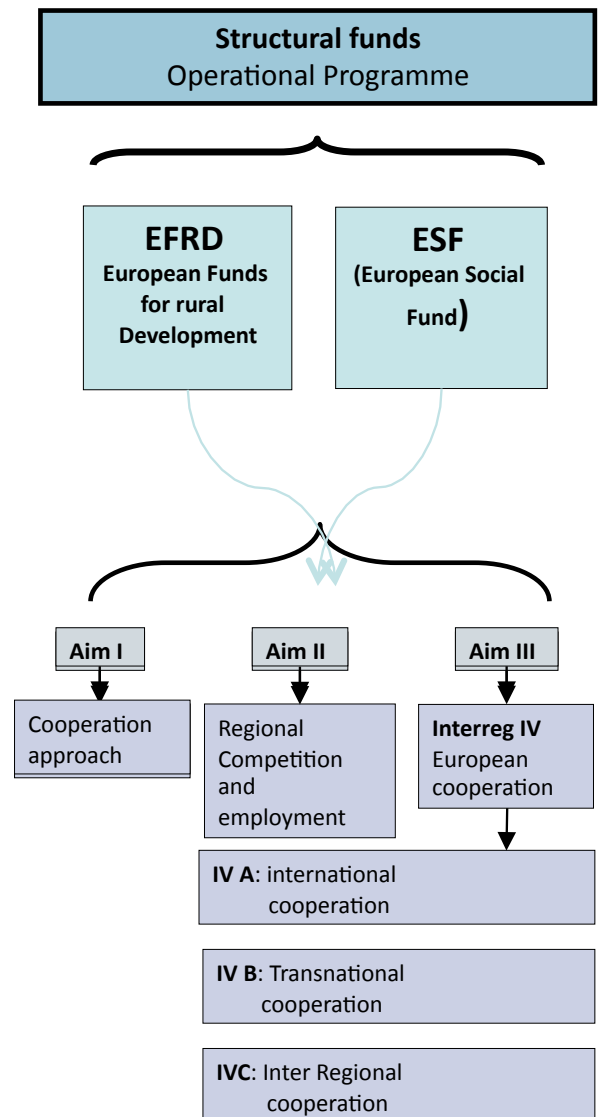 Structural funds
Operational Programme
EFRD
European Funds
for rural
Development
ESF
(European Social
Fund)
Aim I
Aim II
Aim III
Cooperation
approach
Regional
Competition
and
employment
Interreg IV
European
cooperation
IV A: international
cooperation
IV B: Transnational
cooperation
IVC: Inter Regional
cooperation